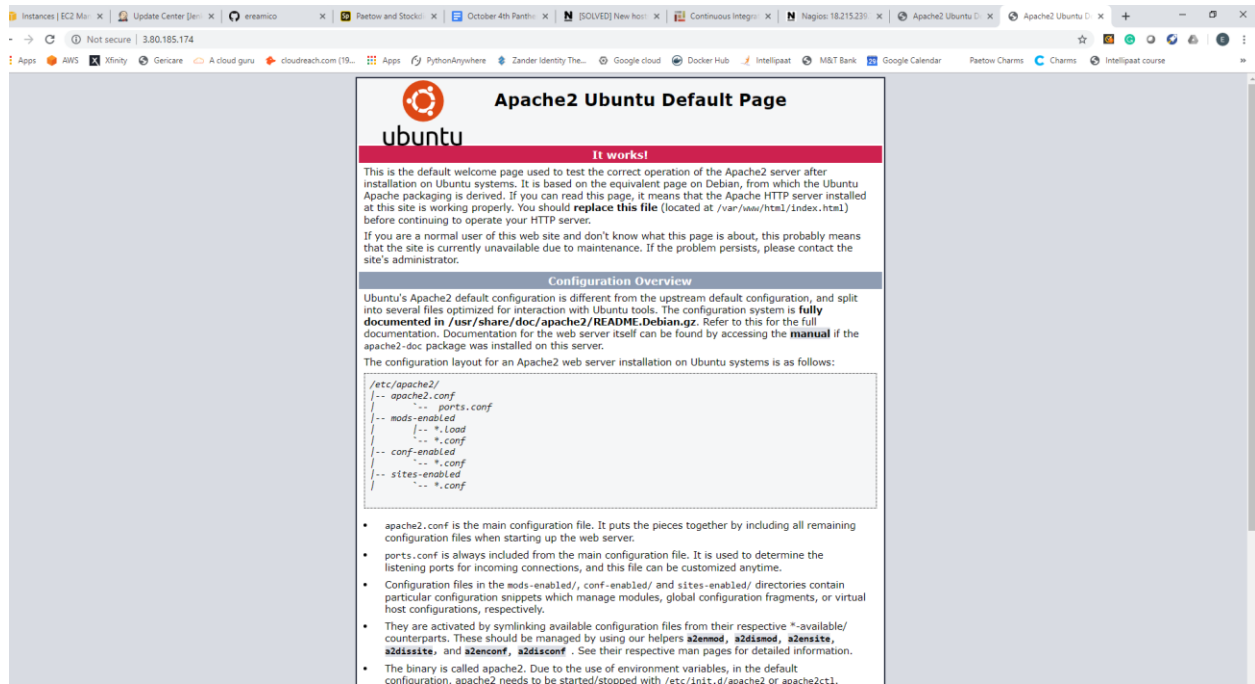 Instances | EC2 Man
Update Center [Jen
ereamico
Paetow and Stockdi
October 4th Panthe
[SOLVED] New host
Continuous Integrat
Nagios: 18.215.239.
Apache2 Ubuntu D
Apache2 Ubuntu D
Not secure | 3.80.185.174
E
Apps
AWS
Xfinity
Gericare
A cloud guru
cloudreach.com (19...
Apps
PythonAnywhere
Zander Identity The...
Google cloud
Docker Hub
Intellipaat
M&T Bank
Google Calendar
Paetow Charms
Charms
Intellipaat course
»
ubuntu
Apache2 Ubuntu Default Page
It works!
This is the default welcome page used to test the correct operation of the Apache2 server after
installation on Ubuntu systems. It is based on the equivalent page on Debian, from which the Ubuntu
Apache packaging is derived. If you can read this page, it means that the Apache HTTP server installed
at this site is working properly. You should replace this file (located at /var/www/html/index.html)
before continuing to operate your HTTP server.
If you are a normal user of this web site and don't know what this page is about, this probably means
that the site is currently unavailable due to maintenance. If the problem persists, please contact the
site's administrator.
Configuration Overview
Ubuntu's Apache2 default configuration is different from the upstream default configuration, and split
into several files optimized for interaction with Ubuntu tools. The configuration system is fully
documented in /usr/share/doc/apache2/README.Debian.gz. Refer to this for the full
documentation. Documentation for the web server itself can be found by accessing the manual if the
apache2-doc package was installed on this server.
The configuration layout for an Apache2 web server installation on Ubuntu systems is as follows:
/etc/apache2/
|-- apache2.conf
|       `--  ports.conf
|-- mods-enabled
|       |-- *.load
|       `-- *.conf
|-- conf-enabled
|       `-- *.conf
|-- sites-enabled
|       `-- *.conf
• apache2.conf is the main configuration file. It puts the pieces together by including all remaining
configuration files when starting up the web server.
• ports.conf is always included from the main configuration file. It is used to determine the
listening ports for incoming connections, and this file can be customized anytime.
• Configuration files in the mods-enabled/, conf-enabled/ and sites-enabled/ directories contain
particular configuration snippets which manage modules, global configuration fragments, or virtual
host configurations, respectively.
• They are activated by symlinking available configuration files from their respective *-available/
counterparts. These should be managed by using our helpers a2enmod, a2dismod, a2ensite,
a2dissite, and a2enconf, a2disconf . See their respective man pages for detailed information.
• The binary is called apache2. Due to the use of environment variables, in the default
configuration, apache2 needs to be started/stopped with /etc/init.d/apache2 or apache2ctl.